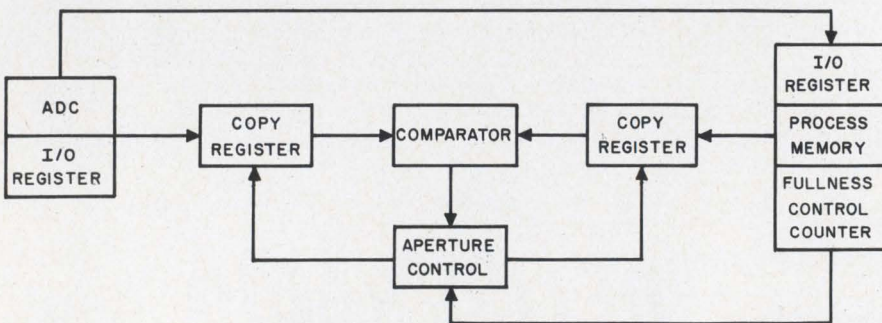 ADC
I/O
REGISTER
COPY
REGISTER
COMPARATOR
COPY
REGISTER
I/O
REGISTER
PROCESS
MEMORY
FULLNESS
CONTROL
COUNTER
APERTURE
CONTROL